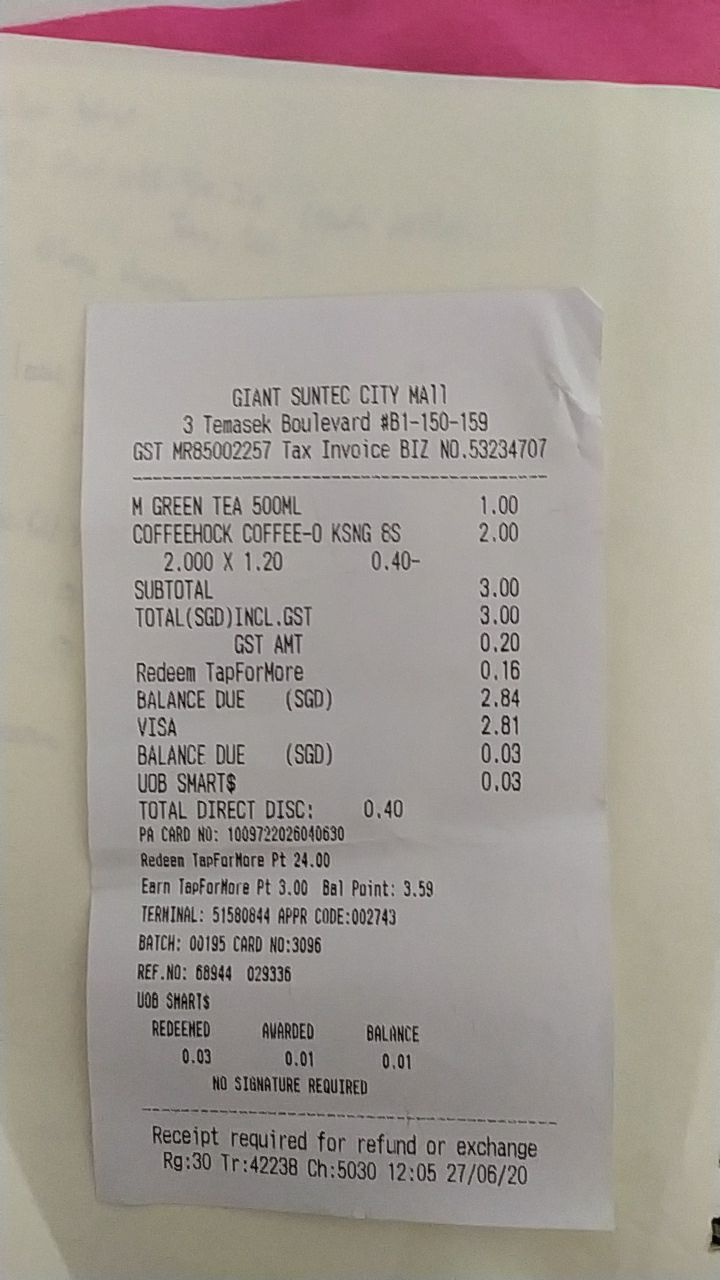 GIANT SUNTEC CITY MAll
3 Temasek Boulevard #B1-150-159
GST MR85002257 Tax Invoice BIZ NO.53234707
M GREEN TEA 500ML 1.00
COFFEEHOCK COFFEE-O KSNG 8S 2.00
2.000 X 1.20 0.40-
SUBTOTAL 3.00
TOTAL(SGD)INCL.GST 3.00
GST AMT 0.20
Redeem TapForMore 0.16
BALANCE DUE (SGD) 2.84
VISA 2.81
BALANCE DUE (SGD) 0.03
UOB SMART$ 0.03
TOTAL DIRECT DISC: 0.40
PA CARD NO: 1009722026040630
Redeem TapForMore Pt 24.00
Earn TapForMore Pt 3.00 Bal Point: 3.59
TERMINAL: 51580844 APPR CODE:002743
BATCH: 00195 CARD NO:3096
REF.NO: 68944 029336
UOB SMART$
REDEEMED AWARDED BALANCE
0.03 0.01 0.01
NO SIGNATURE REQUIRED
Receipt required for refund or exchange
Rg:30 Tr:42238 Ch:5030 12:05 27/06/20